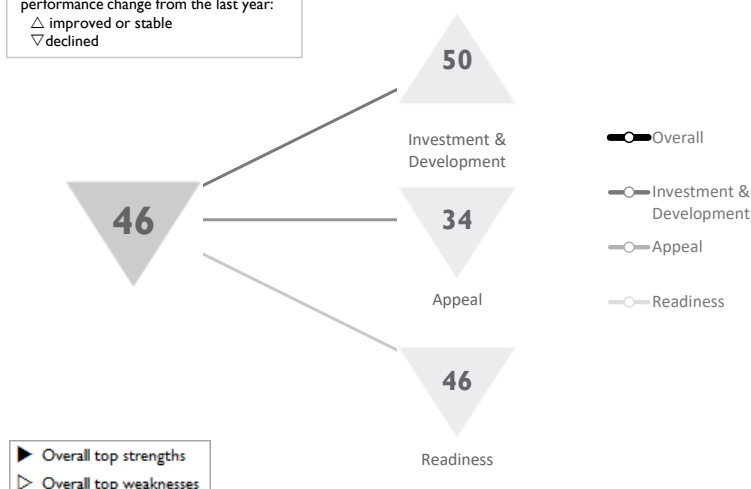 performance change from the last year:
△ improved or stable
▽ declined
50
Investment &
Development
46
34
Appeal
46
Readiness
Overall
Investment &
Development
Appeal
Readiness
▶ Overall top strengths
▷ Overall top weaknesses